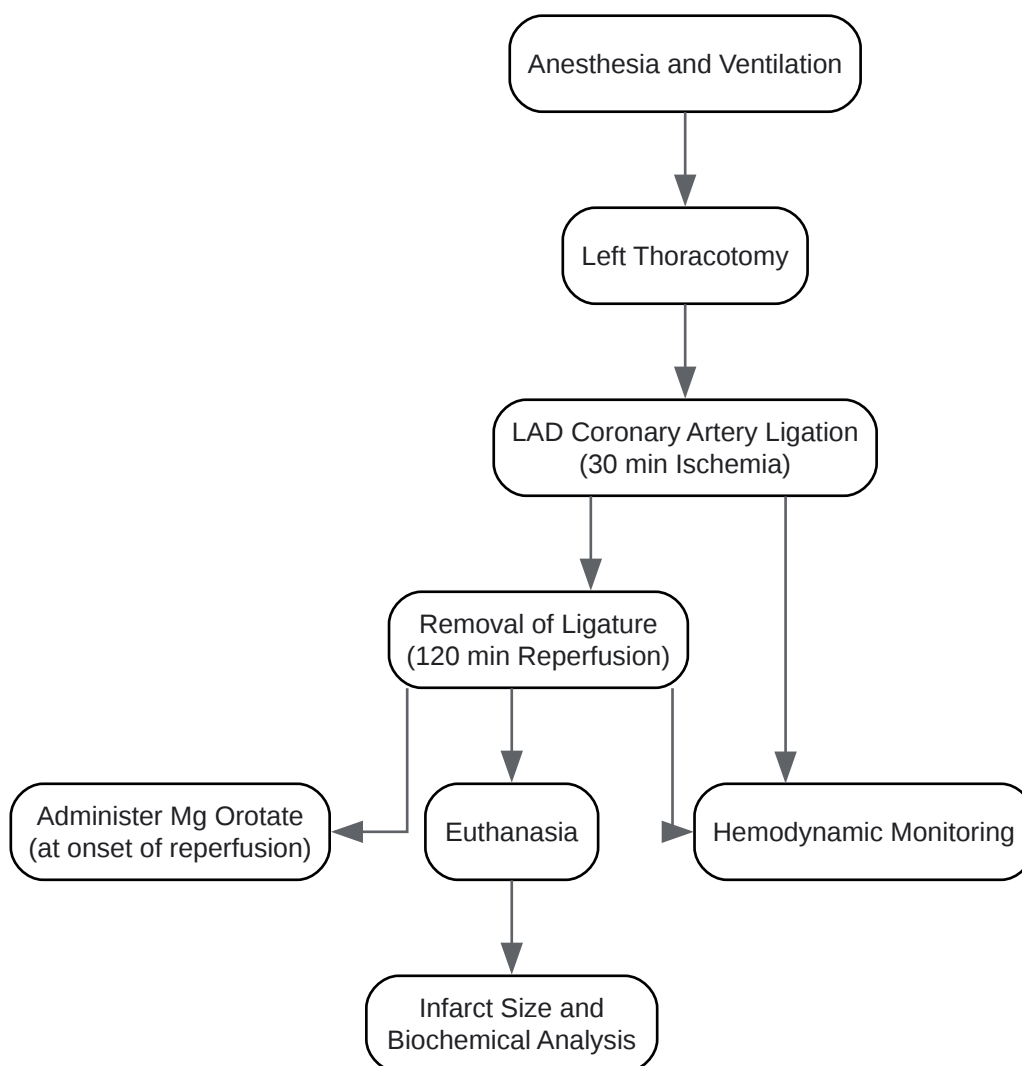 Anesthesia and Ventilation
Left Thoracotomy
LAD Coronary Artery Ligation
(30 min Ischemia)
Removal of Ligature
(120 min Reperfusion)
Administer Mg Orotate
(at onset of reperfusion)
Euthanasia
Hemodynamic Monitoring
Infarct Size and
Biochemical Analysis